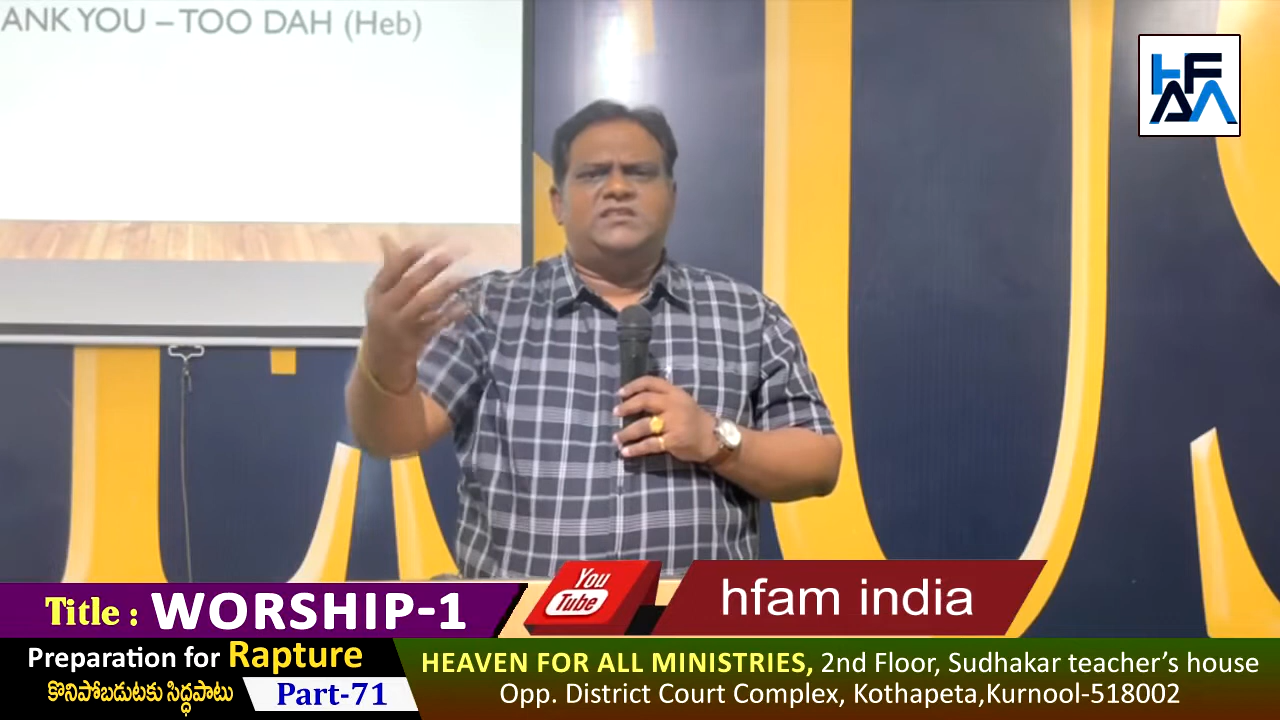 ANK YOU – TOO DAH (Heb)
HFAM
Title : WORSHIP-1
You
Tube
hfam india
Preparation for Rapture
కొనిపోబడుటకు సిద్ధపాటు
Part-71
HEAVEN FOR ALL MINISTRIES, 2nd Floor, Sudhakar teacher’s house
Opp. District Court Complex, Kothapeta,Kurnool-518002